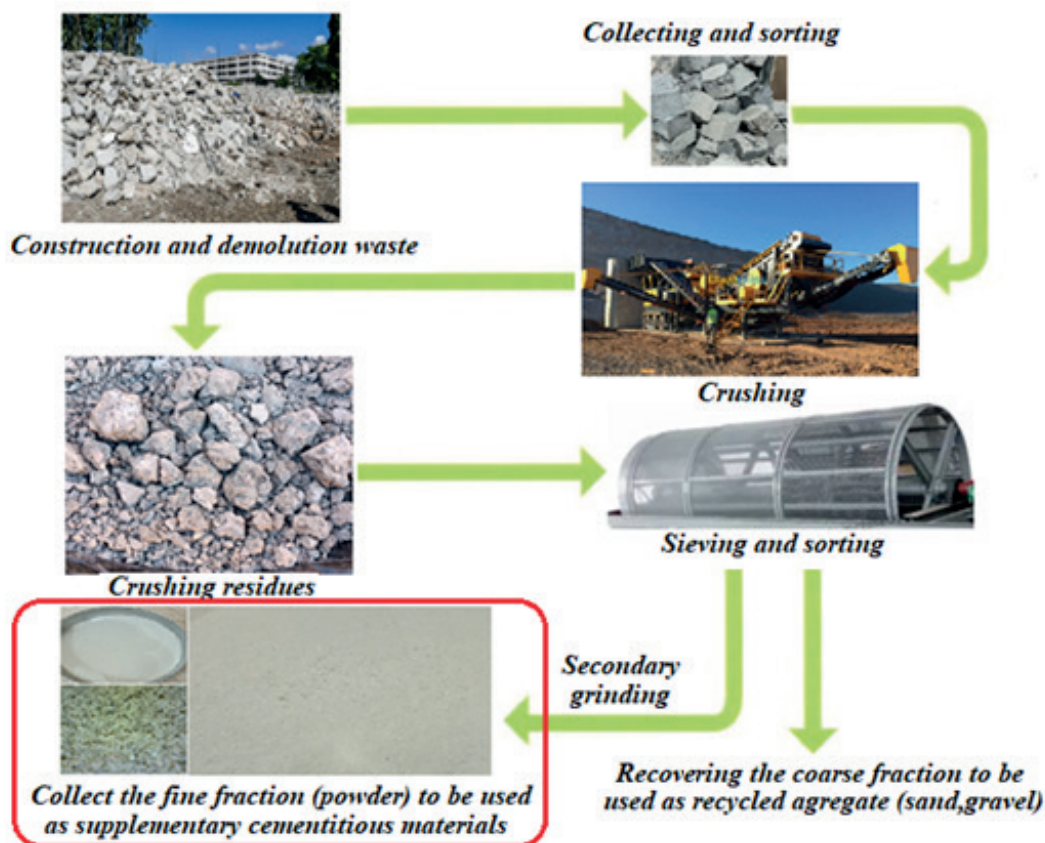 Collecting and sorting
Construction and demolution waste
Crushing
Crushing residues
Sieving and sorting
Secondary
grinding
Collect the fine fraction (powder) to be used
as supplementary cementitious materials
Recovering the coarse fraction to be
used as recycled agregate (sand,gravel)